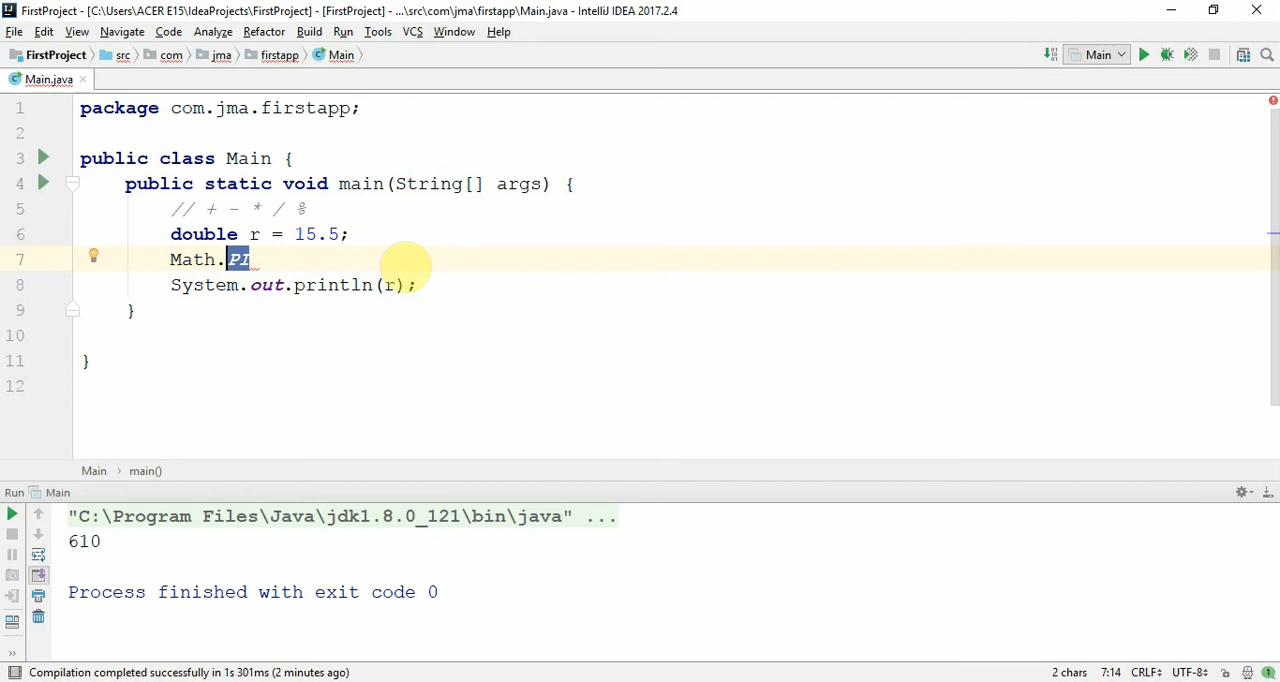 FirstProject - [C:\Users\ACER E15\IdeaProjects\FirstProject] - [FirstProject] - ...\src\com\jma\firstapp\Main.java - IntelliJ IDEA 2017.2.4
File Edit View Navigate Code Analyze Refactor Build Run Tools VCS Window Help
FirstProject src com jma firstapp Main Main
Main.java
1 package com.jma.firstapp;
2
3 public class Main {
4 public static void main(String[] args) {
5 // + - * / %
6 double r = 15.5;
7 Math.PI
8 System.out.println(r);
9 }
10
11 }
12
Main > main()
Run Main
"C:\Program Files\Java\jdk1.8.0_121\bin\java" ...
610
Process finished with exit code 0
Compilation completed successfully in 1s 301ms (2 minutes ago) 2 chars 7:14 CRLF UTF-8 1